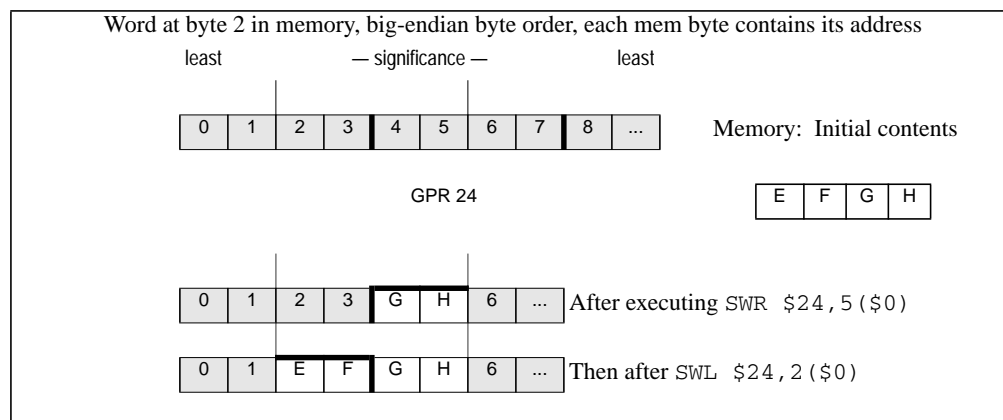 Word at byte 2 in memory, big-endian byte order, each mem byte contains its address
least — significance — least
0 1 2 3 4 5 6 7 8 ... Memory: Initial contents
GPR 24 E F G H
0 1 2 3 G H 6 ... After executing SWR $24,5($0)
0 1 E F G H 6 ... Then after SWL $24,2($0)